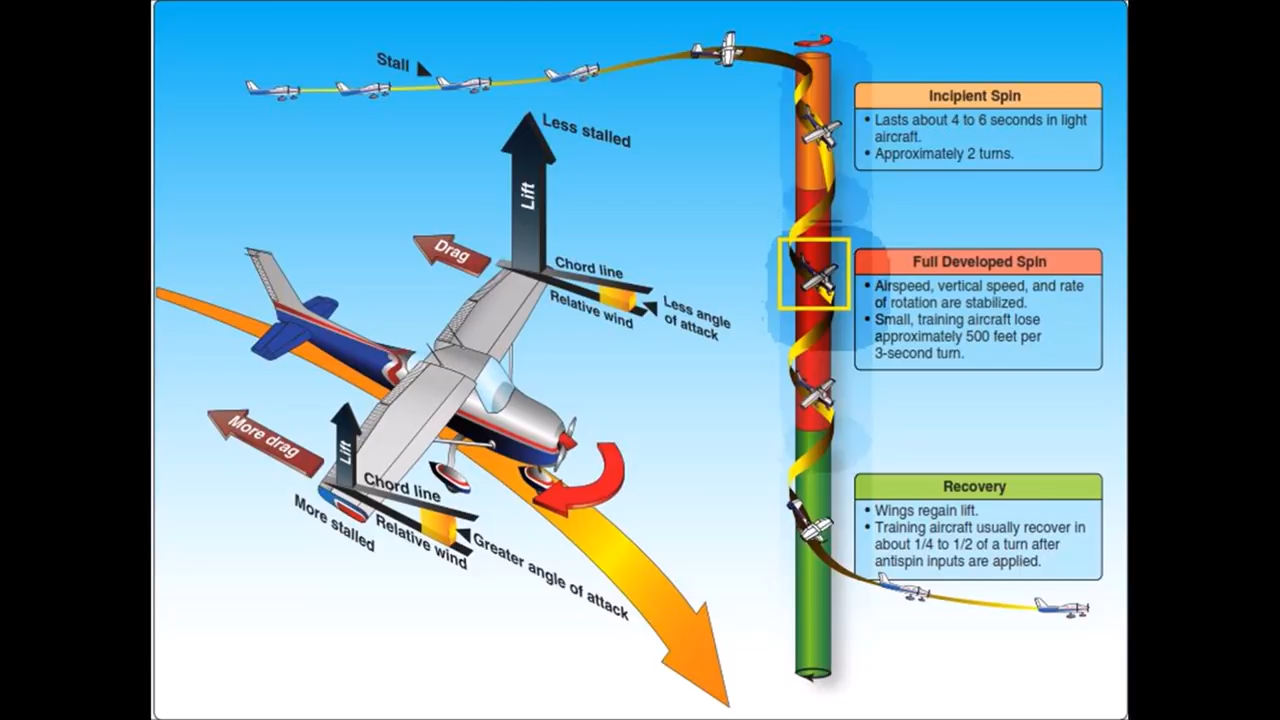 Stall
Less stalled
Lift
Drag
Chord line
Relative wind
Less angle
of attack
More drag
Lift
Chord line
More stalled
Relative wind
Greater angle of attack
Incipient Spin
• Lasts about 4 to 6 seconds in light
aircraft.
• Approximately 2 turns.
Full Developed Spin
• Airspeed, vertical speed, and rate
of rotation are stabilized.
• Small, training aircraft lose
approximately 500 feet per
3-second turn.
Recovery
• Wings regain lift.
• Training aircraft usually recover in
about 1/4 to 1/2 of a turn after
antispin inputs are applied.